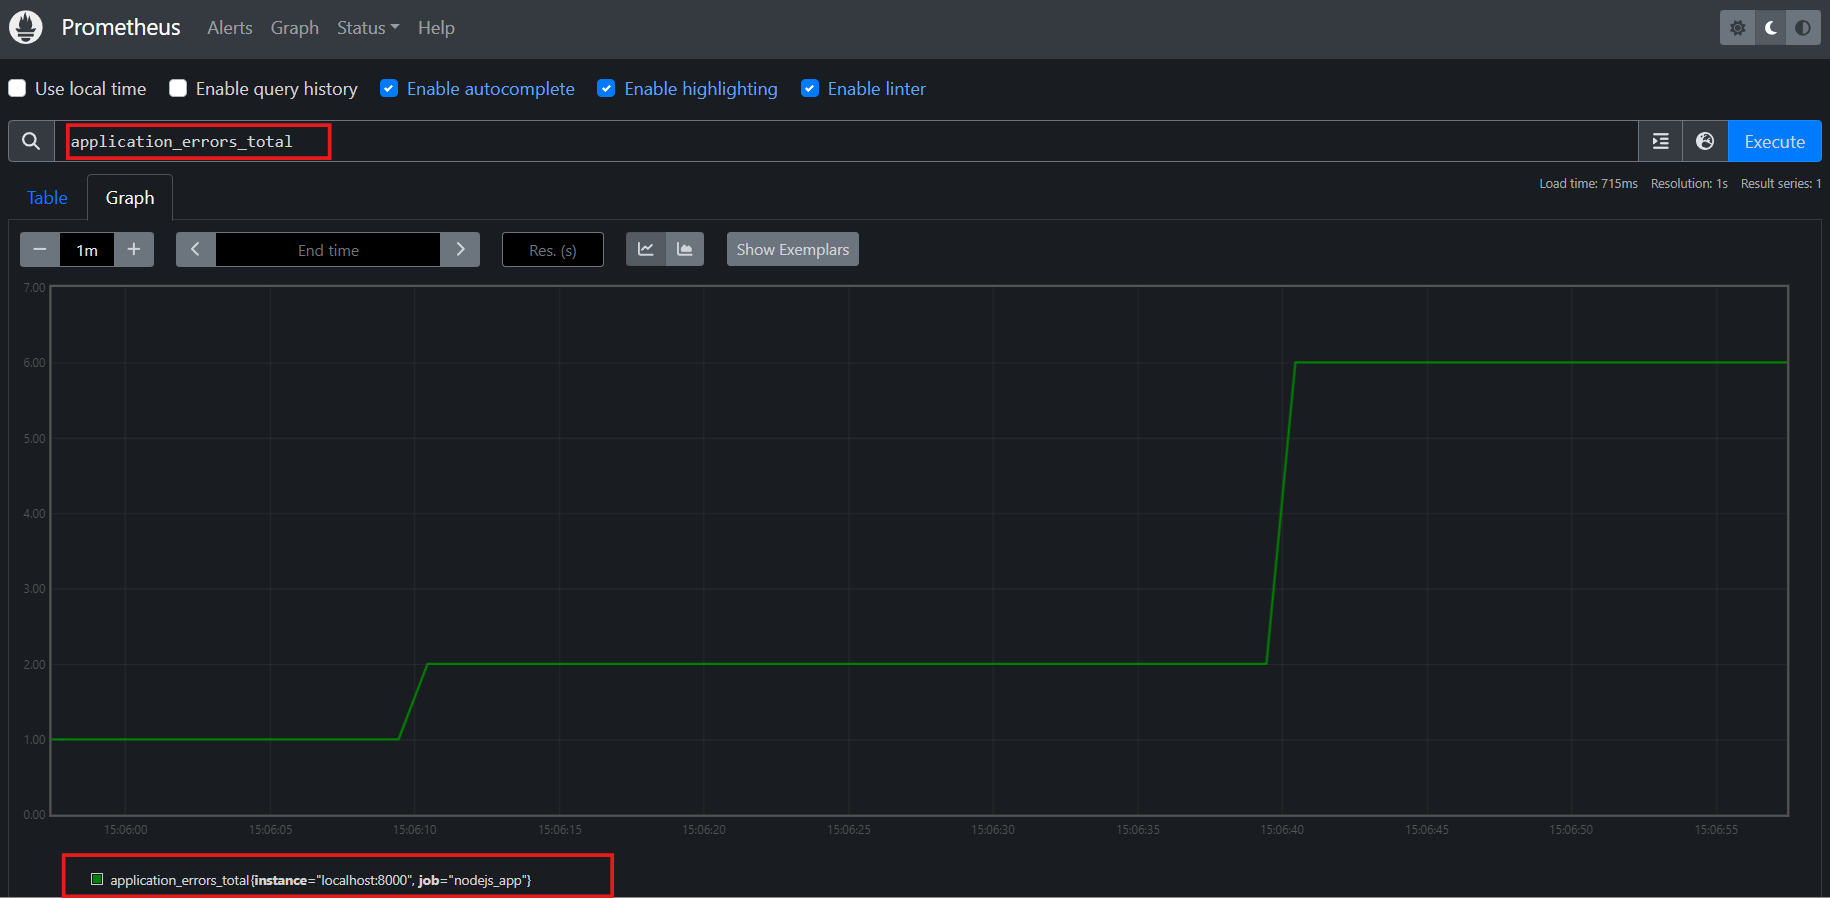 Prometheus Alerts Graph Status Help
Use local time Enable query history Enable autocomplete Enable highlighting Enable linter
application_errors_total Execute
Table Graph Load time: 715ms Resolution: 1s Result series: 1
1m End time Res. (s) Show Exemplars
7.00
6.00
5.00
4.00
3.00
2.00
1.00
0.00
15:06:00 15:06:05 15:06:10 15:06:15 15:06:20 15:06:25 15:06:30 15:06:35 15:06:40 15:06:45 15:06:50 15:06:55
application_errors_total{instance="localhost:8000", job="nodejs_app"}